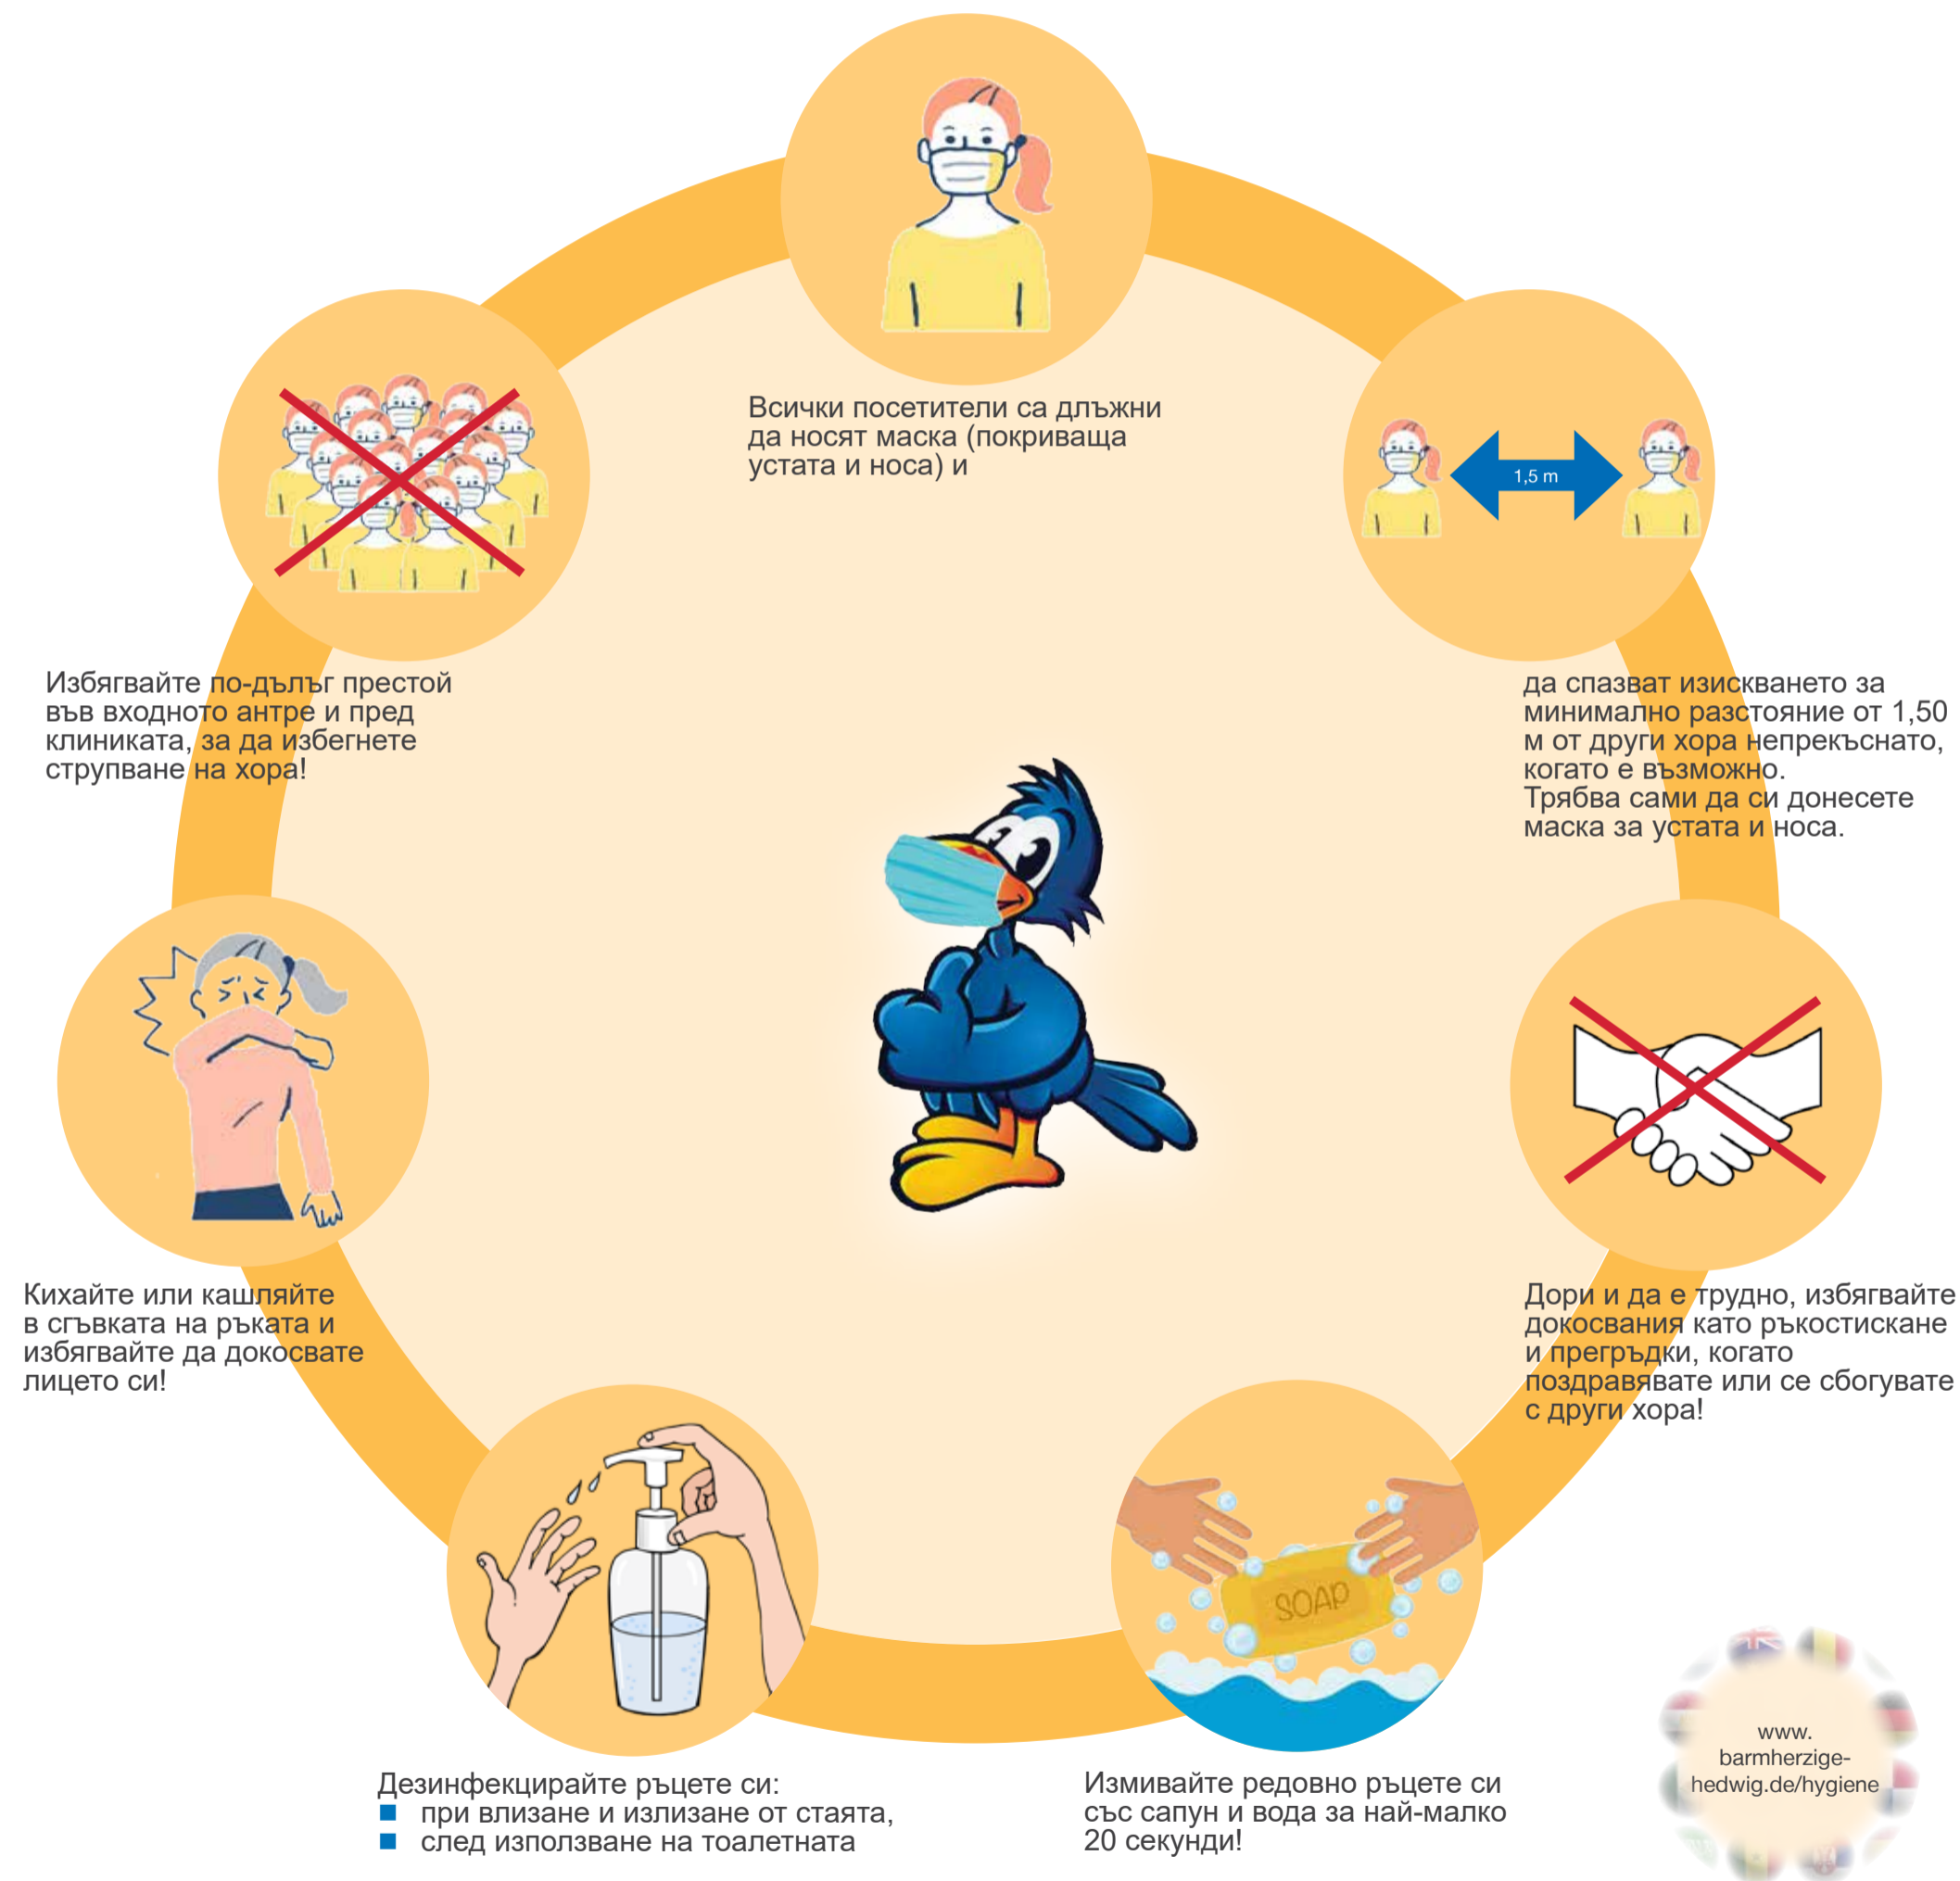 Всички посетители са длъжни
да носят маска (покриваща
устата и носа) и
1,5 m
да спазват изискването за
минимално разстояние от 1,50
м от други хора непрекъснато,
когато е възможно.
Трябва сами да си донесете
маска за устата и носа.
Дори и да е трудно, избягвайте
докосвания като ръкостискане
и прегръдки, когато
поздравявате или се сбогувате
с други хора!
SOAP
Измивайте редовно ръцете си
със сапун и вода за най-малко
20 секунди!
Дезинфекцирайте ръцете си:
при влизане и излизане от стаята,
след използване на тоалетната
Кихайте или кашляйте
в сгъвката на ръката и
избягвайте да докосвате
лицето си!
Избягвайте по-дълъг престой
във входното антре и пред
клиниката, за да избегнете
струпване на хора!
www.
barmherzige-
hedwig.de/hygiene